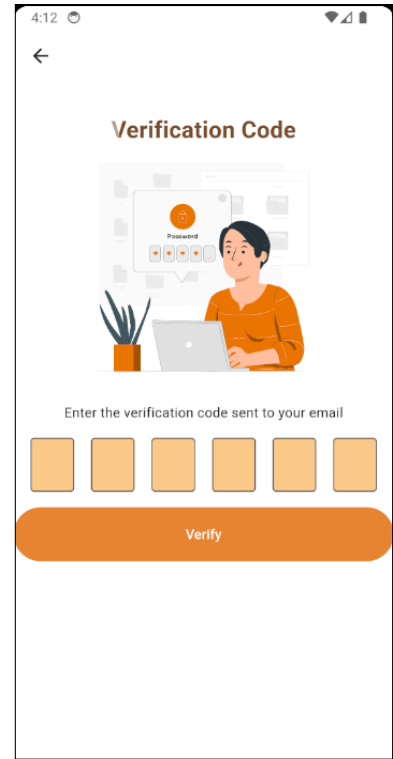 4:12
Verification Code
Password
Enter the verification code sent to your email
Verify